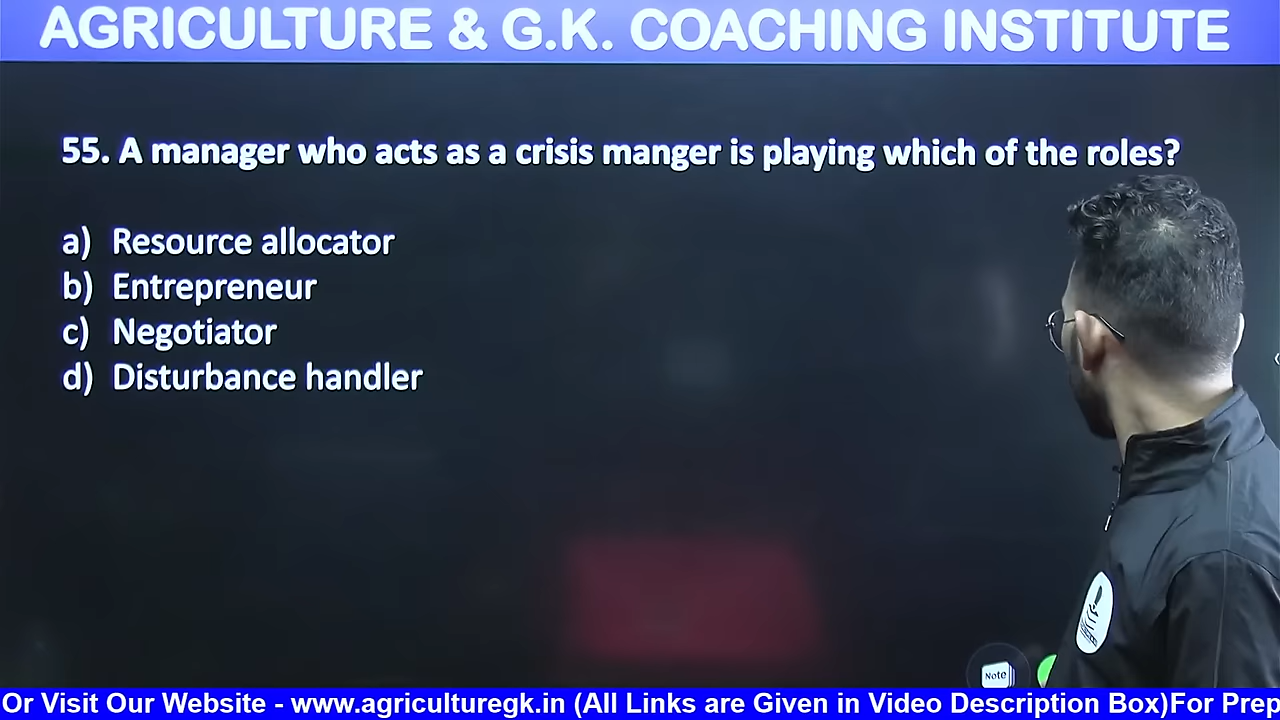 AGRICULTURE & G.K. COACHING INSTITUTE
55. A manager who acts as a crisis manger is playing which of the roles?
a) Resource allocator
b) Entrepreneur
c) Negotiator
d) Disturbance handler
Note
Or Visit Our Website - www.agriculturegk.in (All Links are Given in Video Description Box)For Prep